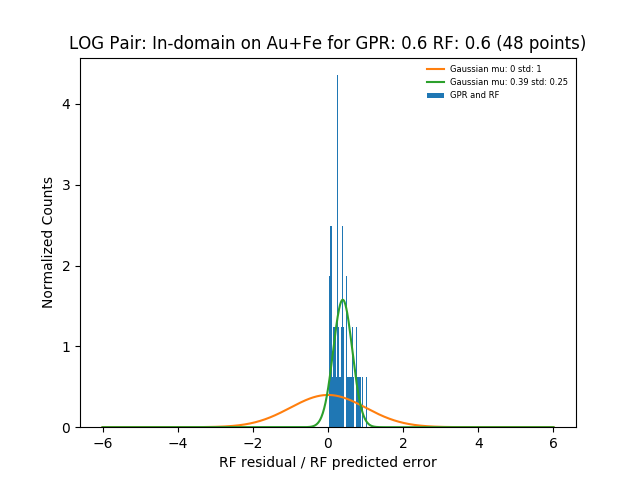 LOG Pair: In-domain on Au+Fe for GPR: 0.6 RF: 0.6 (48 points)
Gaussian mu: 0 std: 1
Gaussian mu: 0.39 std: 0.25
GPR and RF
Normalized Counts
4
3
2
1
0
−6
−4
−2
0
2
4
6
RF residual / RF predicted error